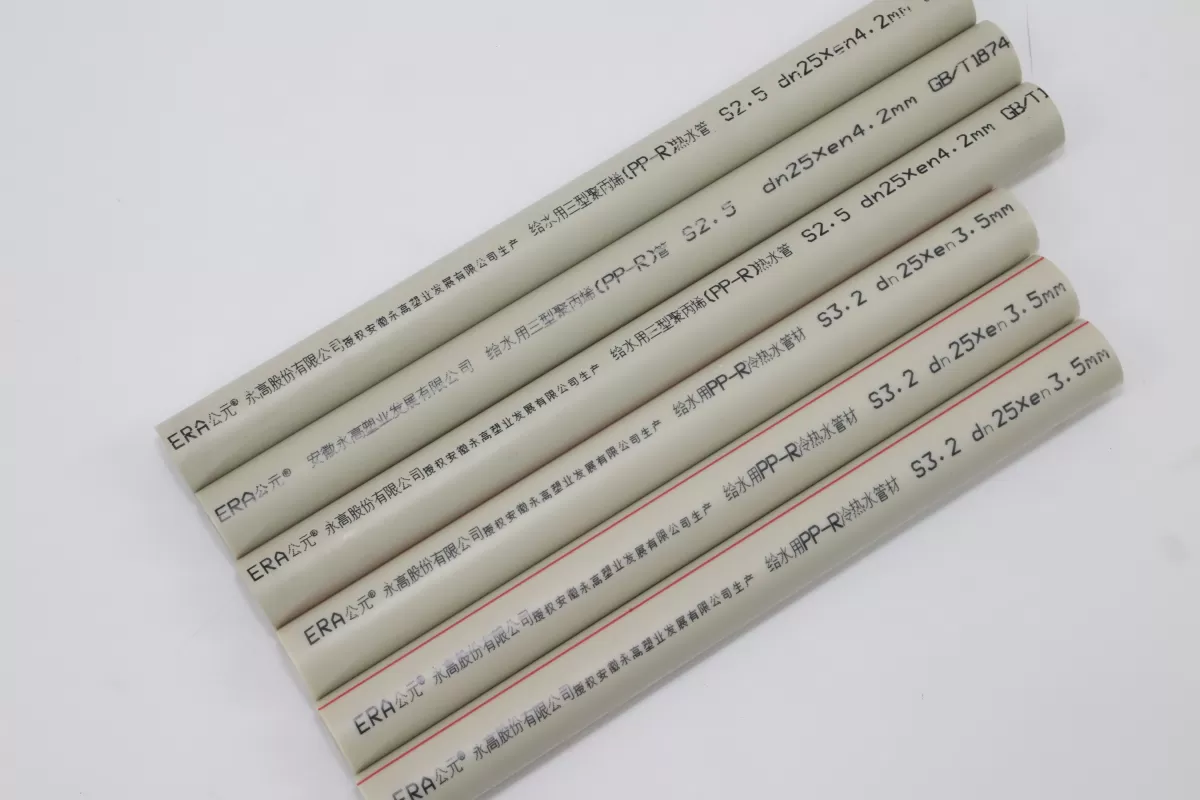 ERA公元® 永高股份有限公司授权安徽永高塑业发展有限公司生产 给水用三型聚丙烯(PP-R)热水管 S2.5 dn25×en4.2mm
ERA公元® 安徽永高塑业发展有限公司 给水用三型聚丙烯(PP-R)管 S2.5 dn25×en4.2mm GB/T1874
ERA公元® 永高股份有限公司授权安徽永高塑业发展有限公司生产 给水用三型聚丙烯(PP-R)热水管 S2.5 dn25×en4.2mm GB/T1
ERA公元® 永高股份有限公司授权安徽永高塑业发展有限公司生产 给水用PP-R冷热水管材 S3.2 dn25×en3.5mm
ERA公元® 永高股份有限公司授权安徽永高塑业发展有限公司生产 给水用PP-R冷热水管材 S3.2 dn25×en3.5mm
ERA公元® 永高股份有限公司授权安徽永高塑业发展有限公司生产 给水用PP-R冷热水管材 S3.2 dn25×en3.5mm